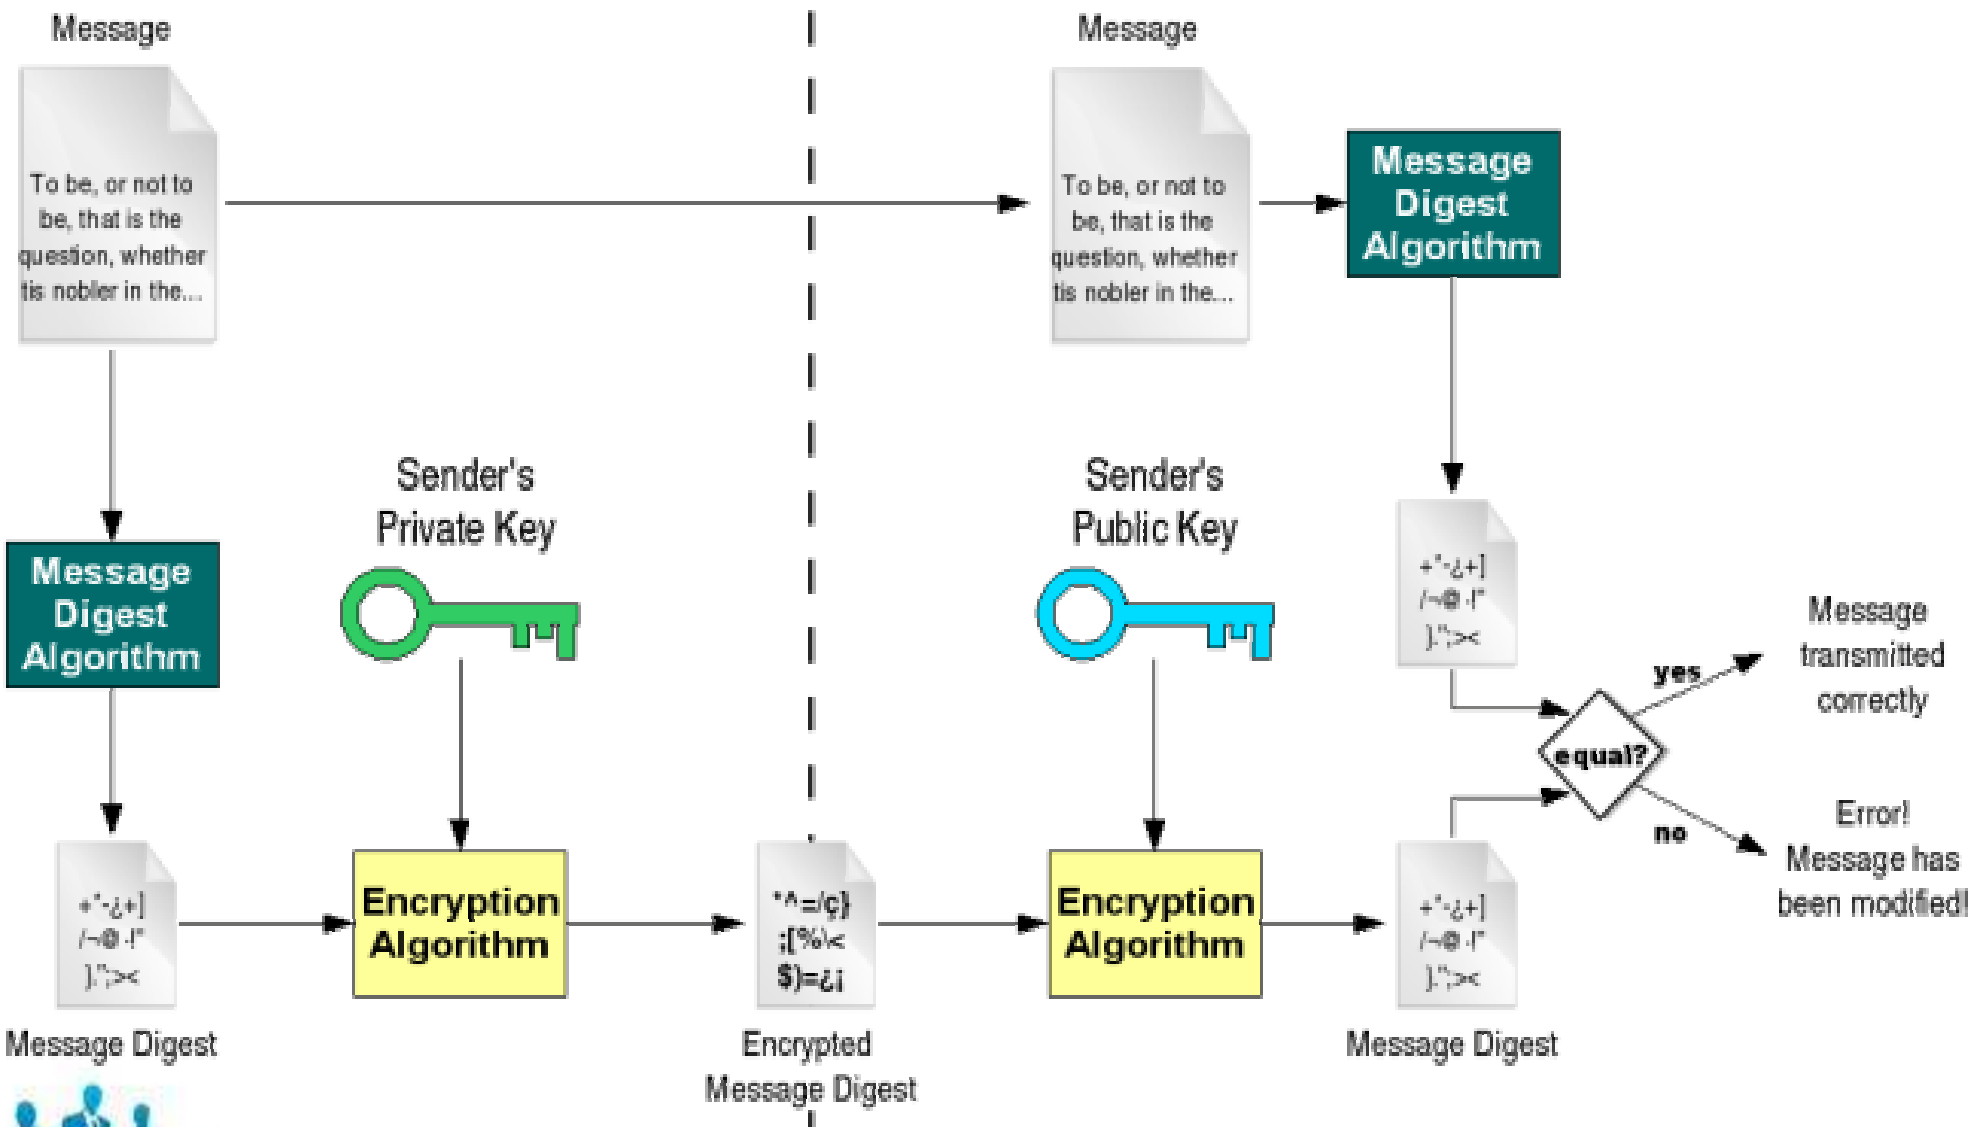 Message
To be, or not to
be, that is the
question, whether
tis nobler in the...
Message
Digest
Algorithm
Message Digest
Sender's
Private Key
Encryption
Algorithm
Encrypted
Message Digest
Message
To be, or not to
be, that is the
question, whether
tis nobler in the...
Message
Digest
Algorithm
Sender's
Public Key
Encryption
Algorithm
Message Digest
equal?
yes
Message
transmitted
correctly
no
Error!
Message has
been modified!